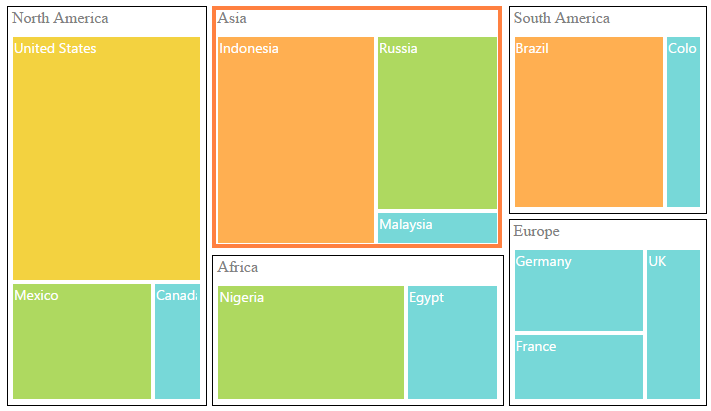 North America
United States
Mexico
Canad
Asia
Indonesia
Russia
Malaysia
Africa
Nigeria
Egypt
South America
Brazil
Colo
Europe
Germany
UK
France